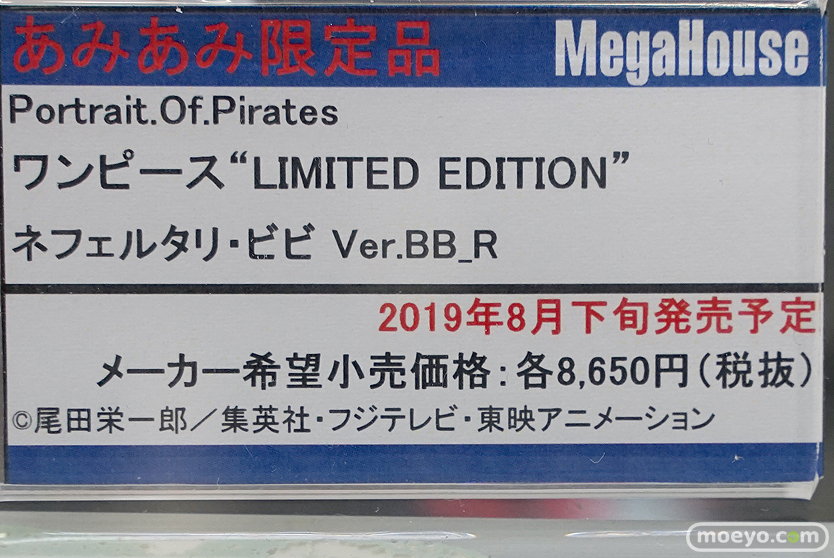 あみあみ限定品 MegaHouse
Portrait.Of.Pirates
ワンピース“LIMITED EDITION”
ネフェルタリ・ビビ Ver.BB_R
2019年8月下旬発売予定
メーカー希望小売価格：各8,650円（税抜）
©尾田栄一郎／集英社・フジテレビ・東映アニメーション
moeyo.com